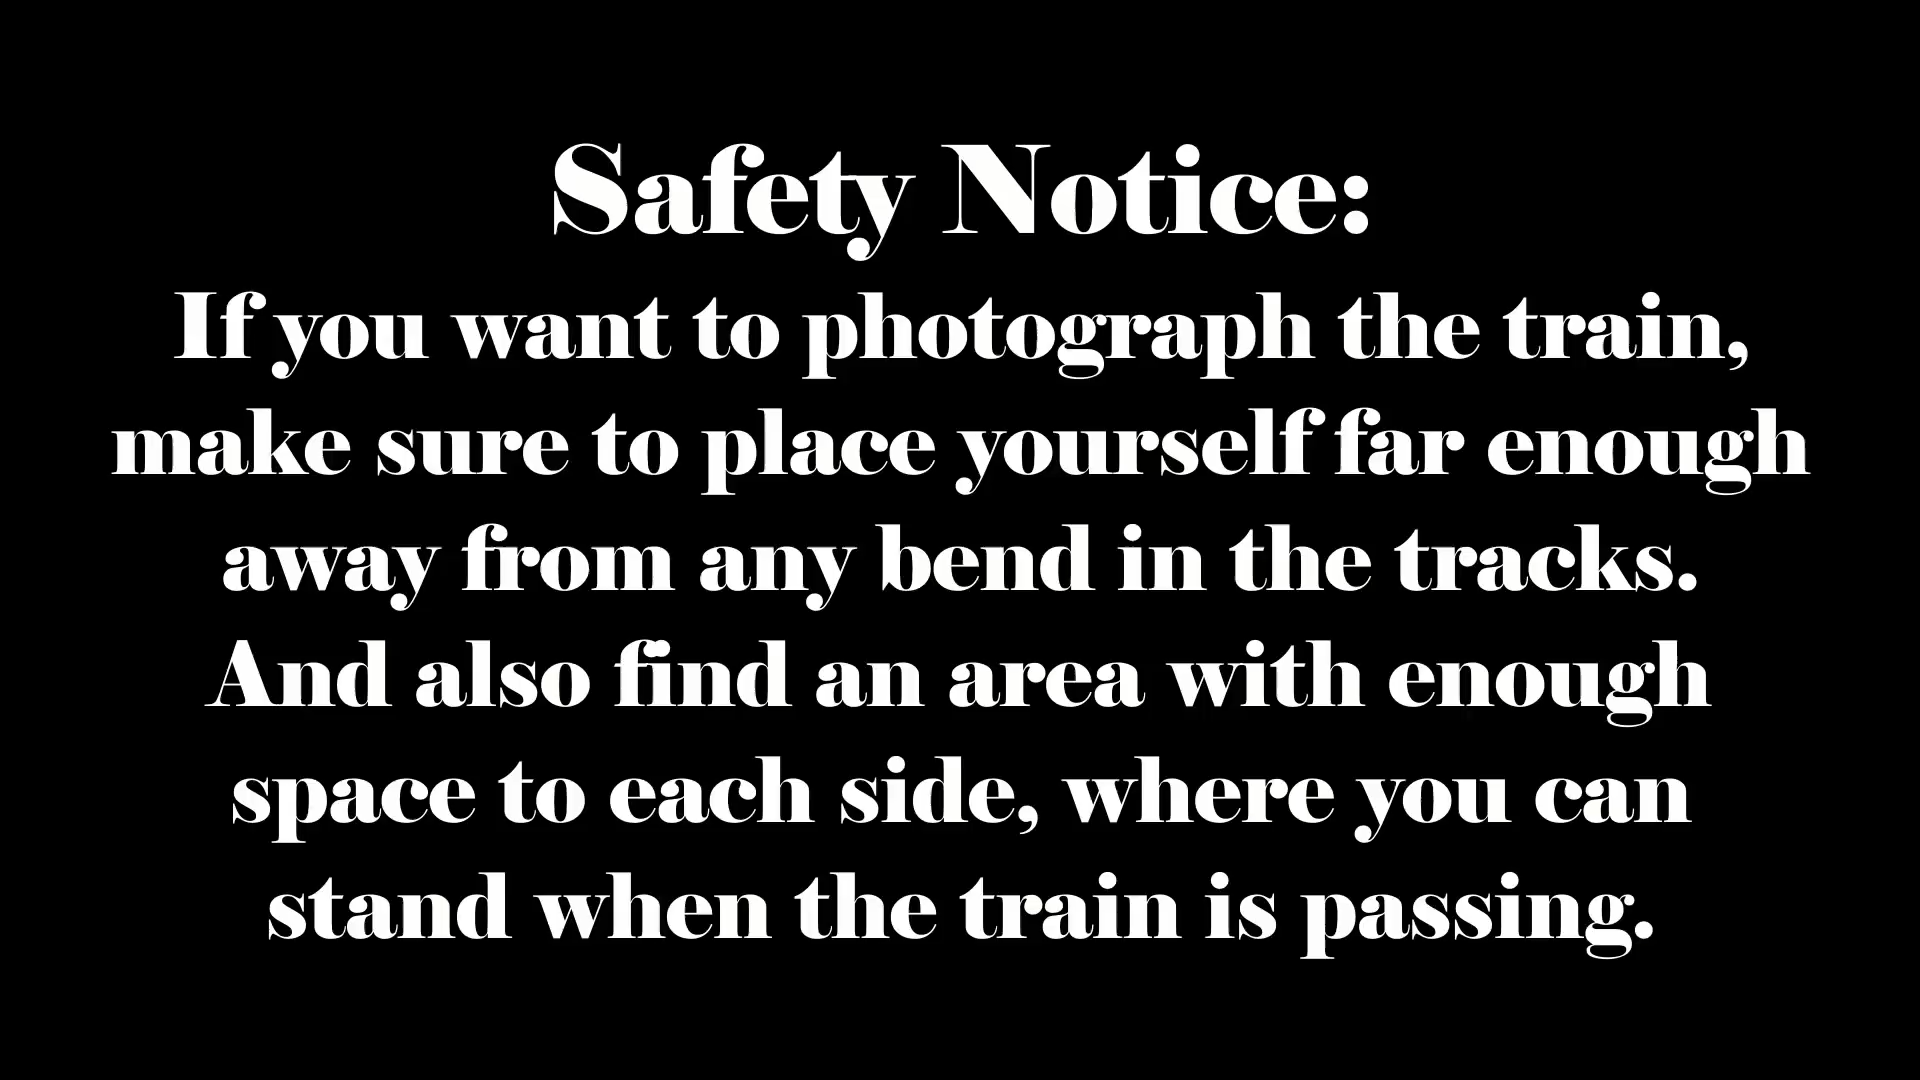 Safety Notice:
If you want to photograph the train,
make sure to place yourself far enough
away from any bend in the tracks.
And also find an area with enough
space to each side, where you can
stand when the train is passing.